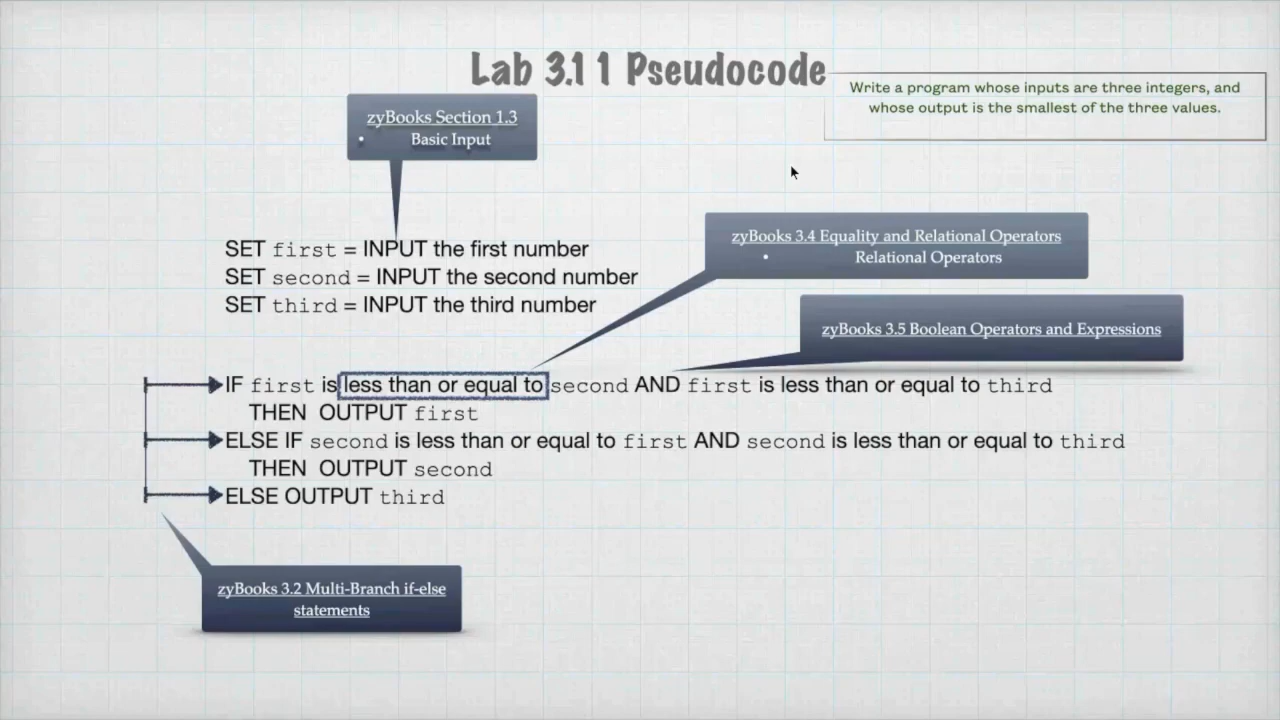 Lab 3.1 1 Pseudocode
Write a program whose inputs are three integers, and
whose output is the smallest of the three values.
zyBooks Section 1.3
• Basic Input
zyBooks 3.4 Equality and Relational Operators
• Relational Operators
SET first = INPUT the first number
SET second = INPUT the second number
SET third = INPUT the third number
zyBooks 3.5 Boolean Operators and Expressions
IF first is less than or equal to second AND first is less than or equal to third
THEN OUTPUT first
ELSE IF second is less than or equal to first AND second is less than or equal to third
THEN OUTPUT second
ELSE OUTPUT third
zyBooks 3.2 Multi-Branch if-else
statements